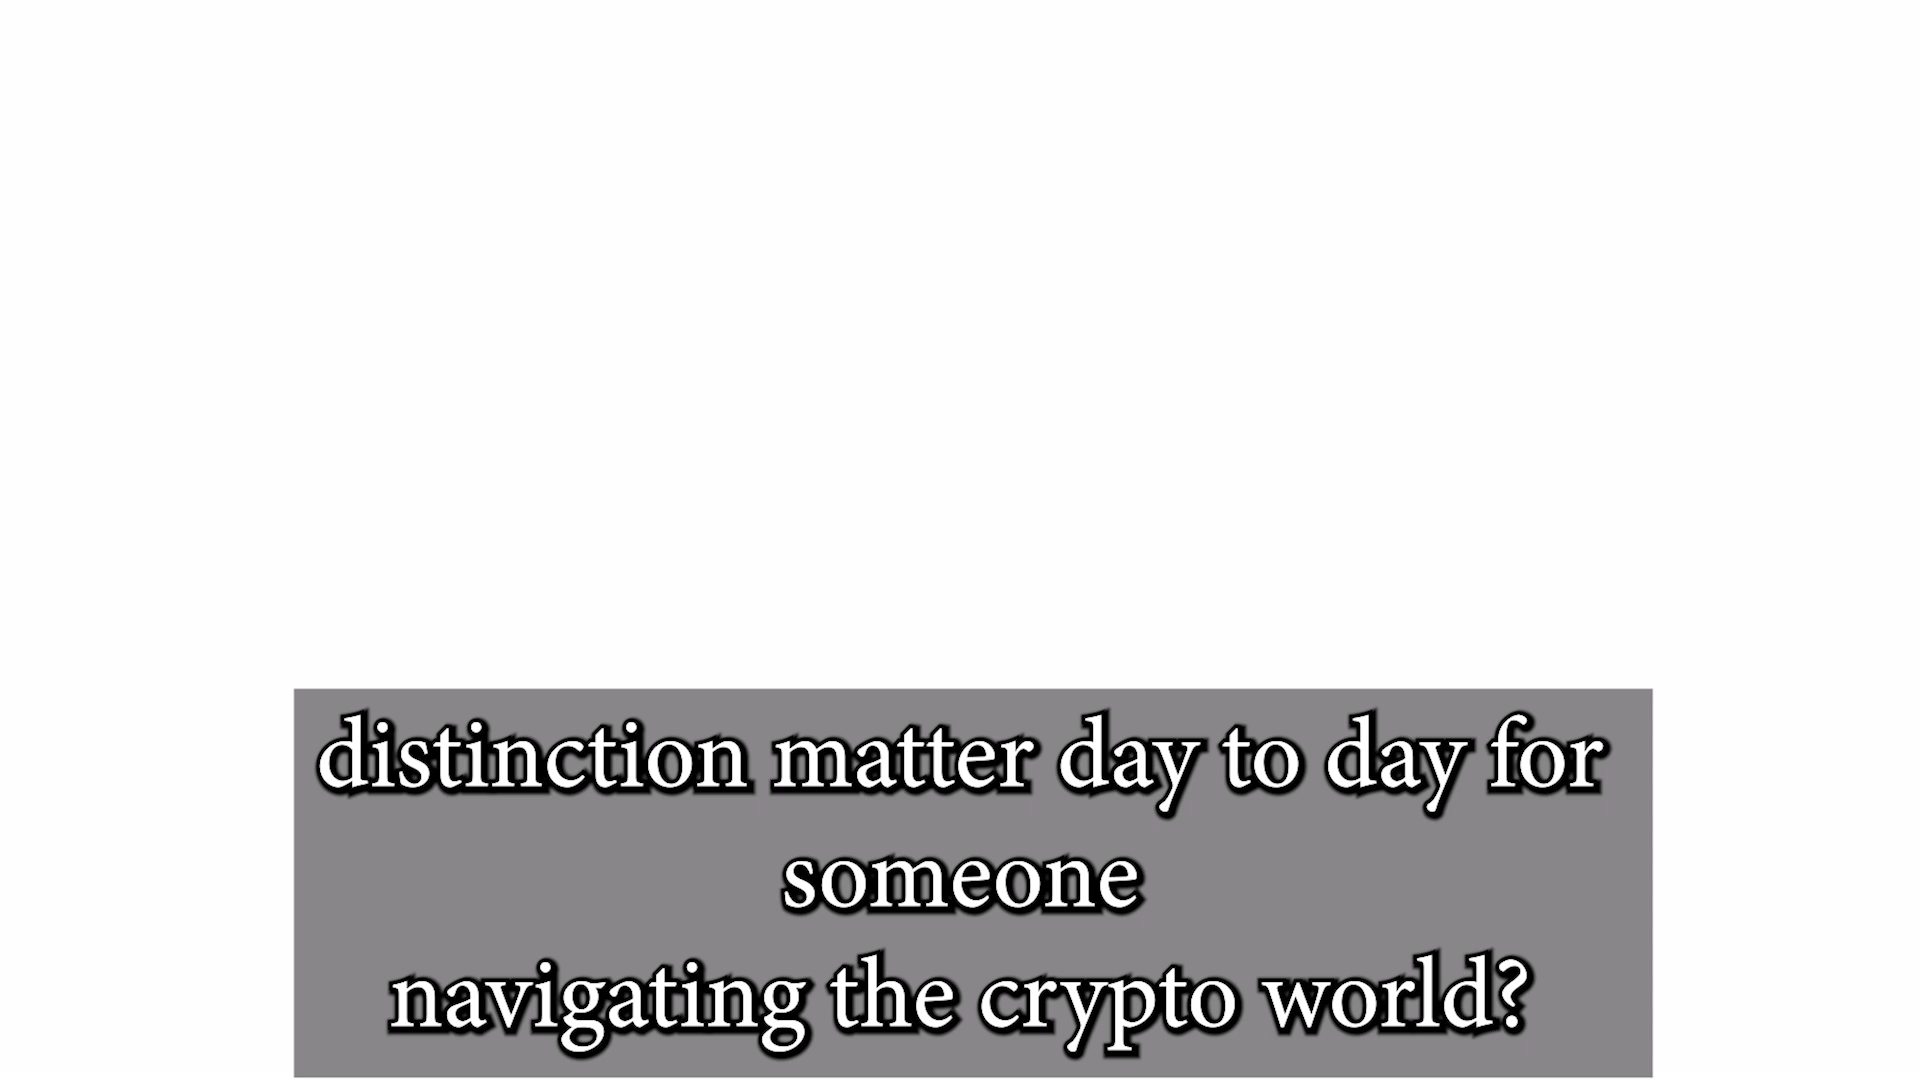 distinction matter day to day for
someone
navigating the crypto world?